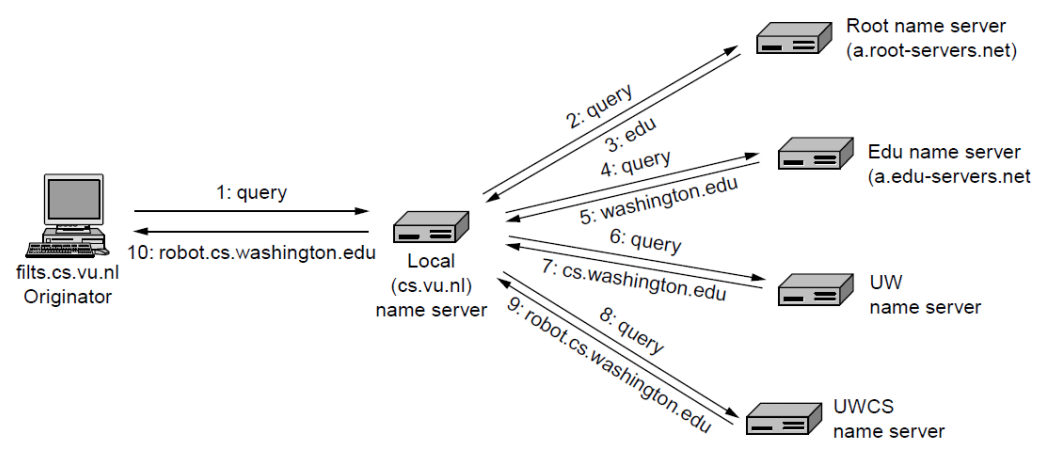 Root name server
(a.root-servers.net)
2: query
3: edu
4: query
5: washington.edu
Edu name server
(a.edu-servers.net
1: query
10: robot.cs.washington.edu
filts.cs.vu.nl
Originator
Local
(cs.vu.nl)
name server
6: query
7: cs.washington.edu
UW
name server
8: query
9: robot.cs.washington.edu
UWCS
name server